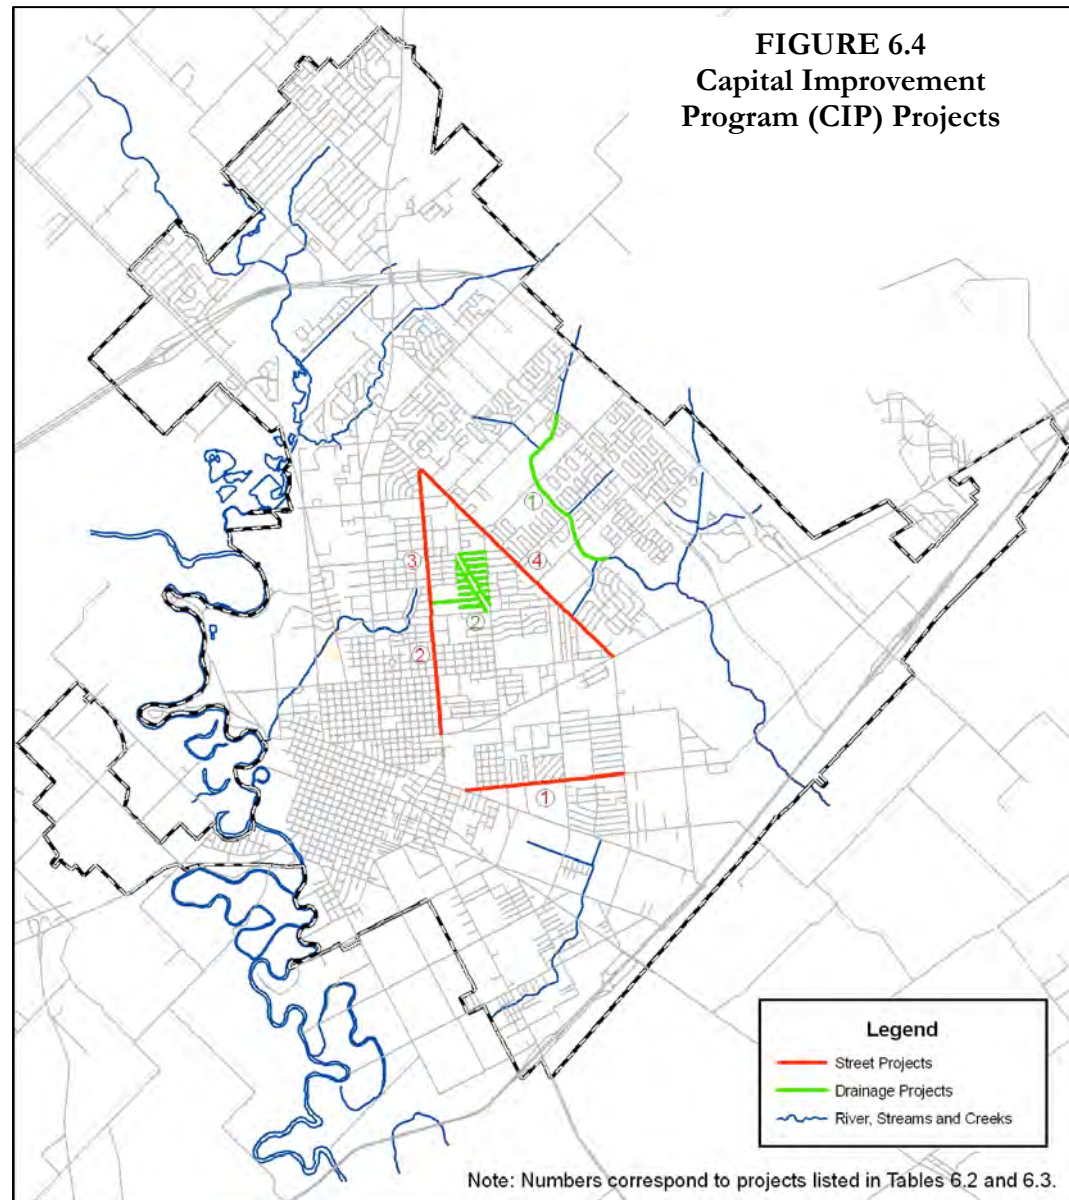 FIGURE 6.4
Capital Improvement
Program (CIP) Projects
1
3
4
2
2
1
Legend
Street Projects
Drainage Projects
River, Streams and Creeks
Note: Numbers correspond to projects listed in Tables 6.2 and 6.3.